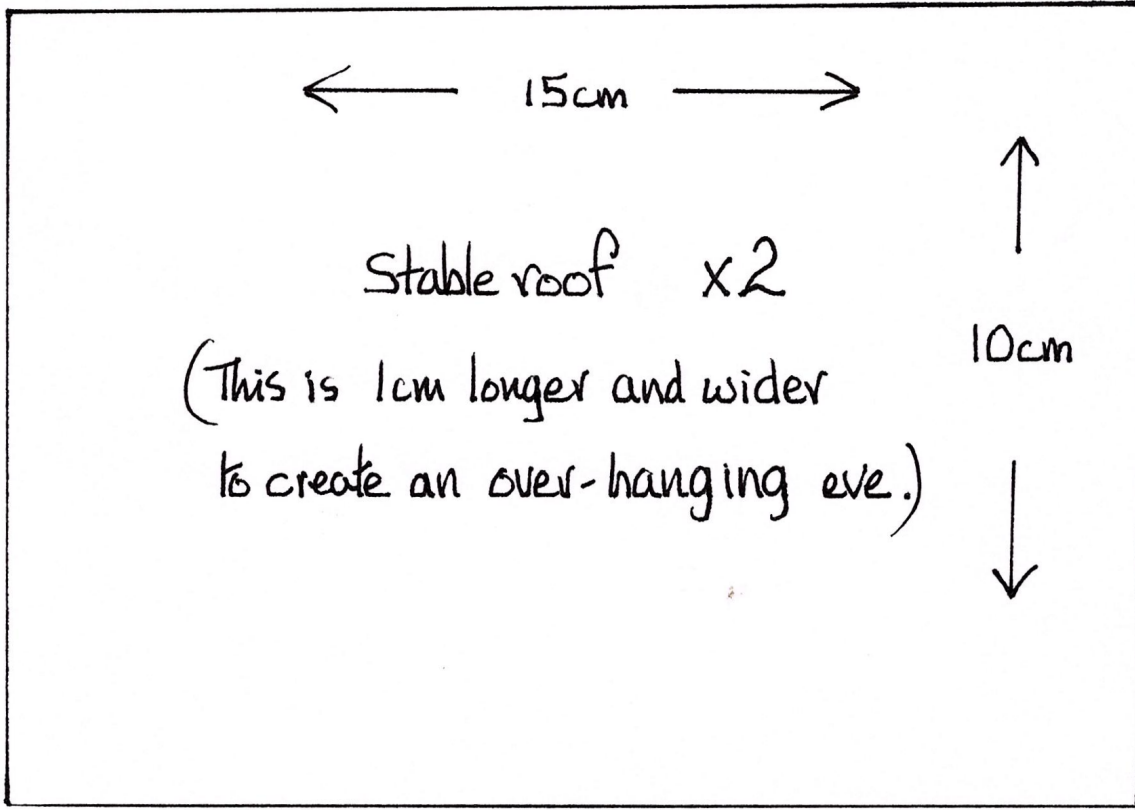 15cm
Stable roof x2
10cm
(This is 1cm longer and wider
to create an over-hanging eve.)